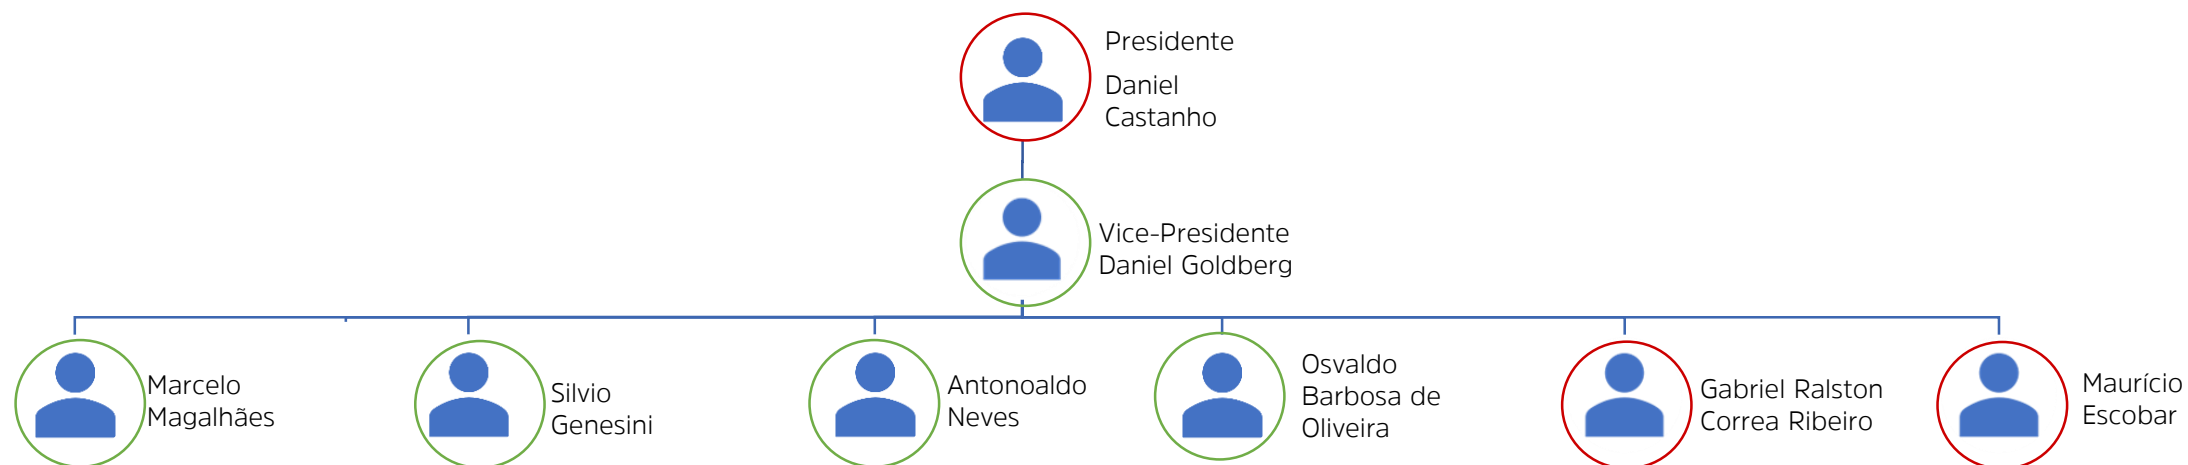 Presidente
Daniel
Castanho
Vice-Presidente
Daniel Goldberg
Marcelo
Magalhães
Silvio
Genesini
Antonoaldo
Neves
Osvaldo
Barbosa de
Oliveira
Gabriel Ralston
Correa Ribeiro
Maurício
Escobar